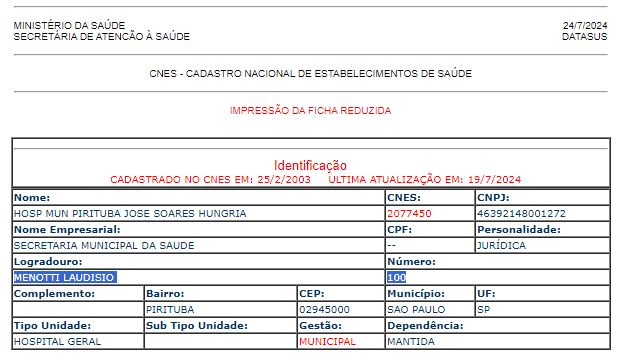 MINISTÉRIO DA SAÚDE 24/7/2024
SECRETÁRIA DE ATENCÃO À SAÚDE DATASUS
CNES - CADASTRO NACIONAL DE ESTABELECIMENTOS DE SAÚDE
IMPRESSÃO DA FICHA REDUZIDA
Identificação
CADASTRADO NO CNES EM: 25/2/2003 ULTIMA ATUALIZAÇÃO EM: 19/7/2024
Nome: CNES: CNPJ:
HOSP MUN PIRITUBA JOSE SOARES HUNGRIA 2077450 46392148001272
Nome Empresarial: CPF: Personalidade:
SECRETARIA MUNICIPAL DA SAUDE -- JURÍDICA
Logradouro: Número:
MENOTTI LAUDISIO 100
Complemento: Bairro: CEP: Município: UF:
PIRITUBA 02945000 SAO PAULO SP
Tipo Unidade: Sub Tipo Unidade: Gestão: Dependência:
HOSPITAL GERAL MUNICIPAL MANTIDA